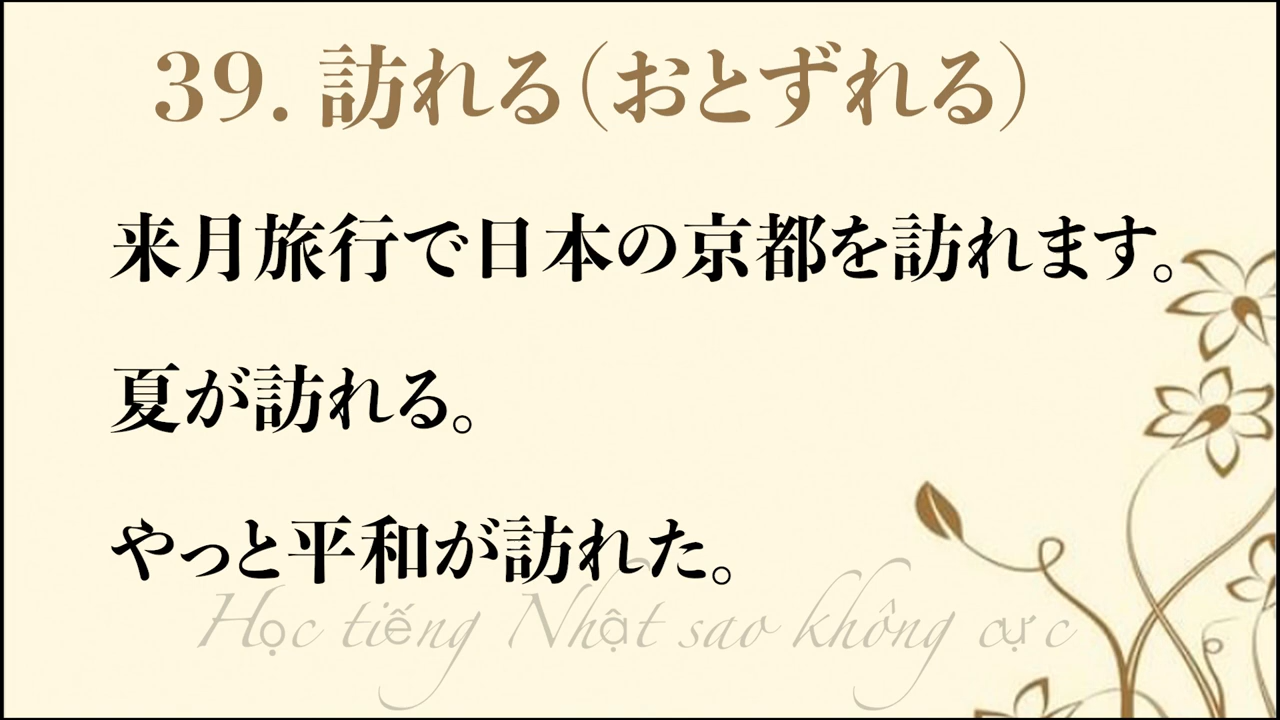 39. 訪れる（おとずれる）
来月旅行で日本の京都を訪れます。
夏が訪れる。
やっと平和が訪れた。
Học tiếng Nhật sao không cực